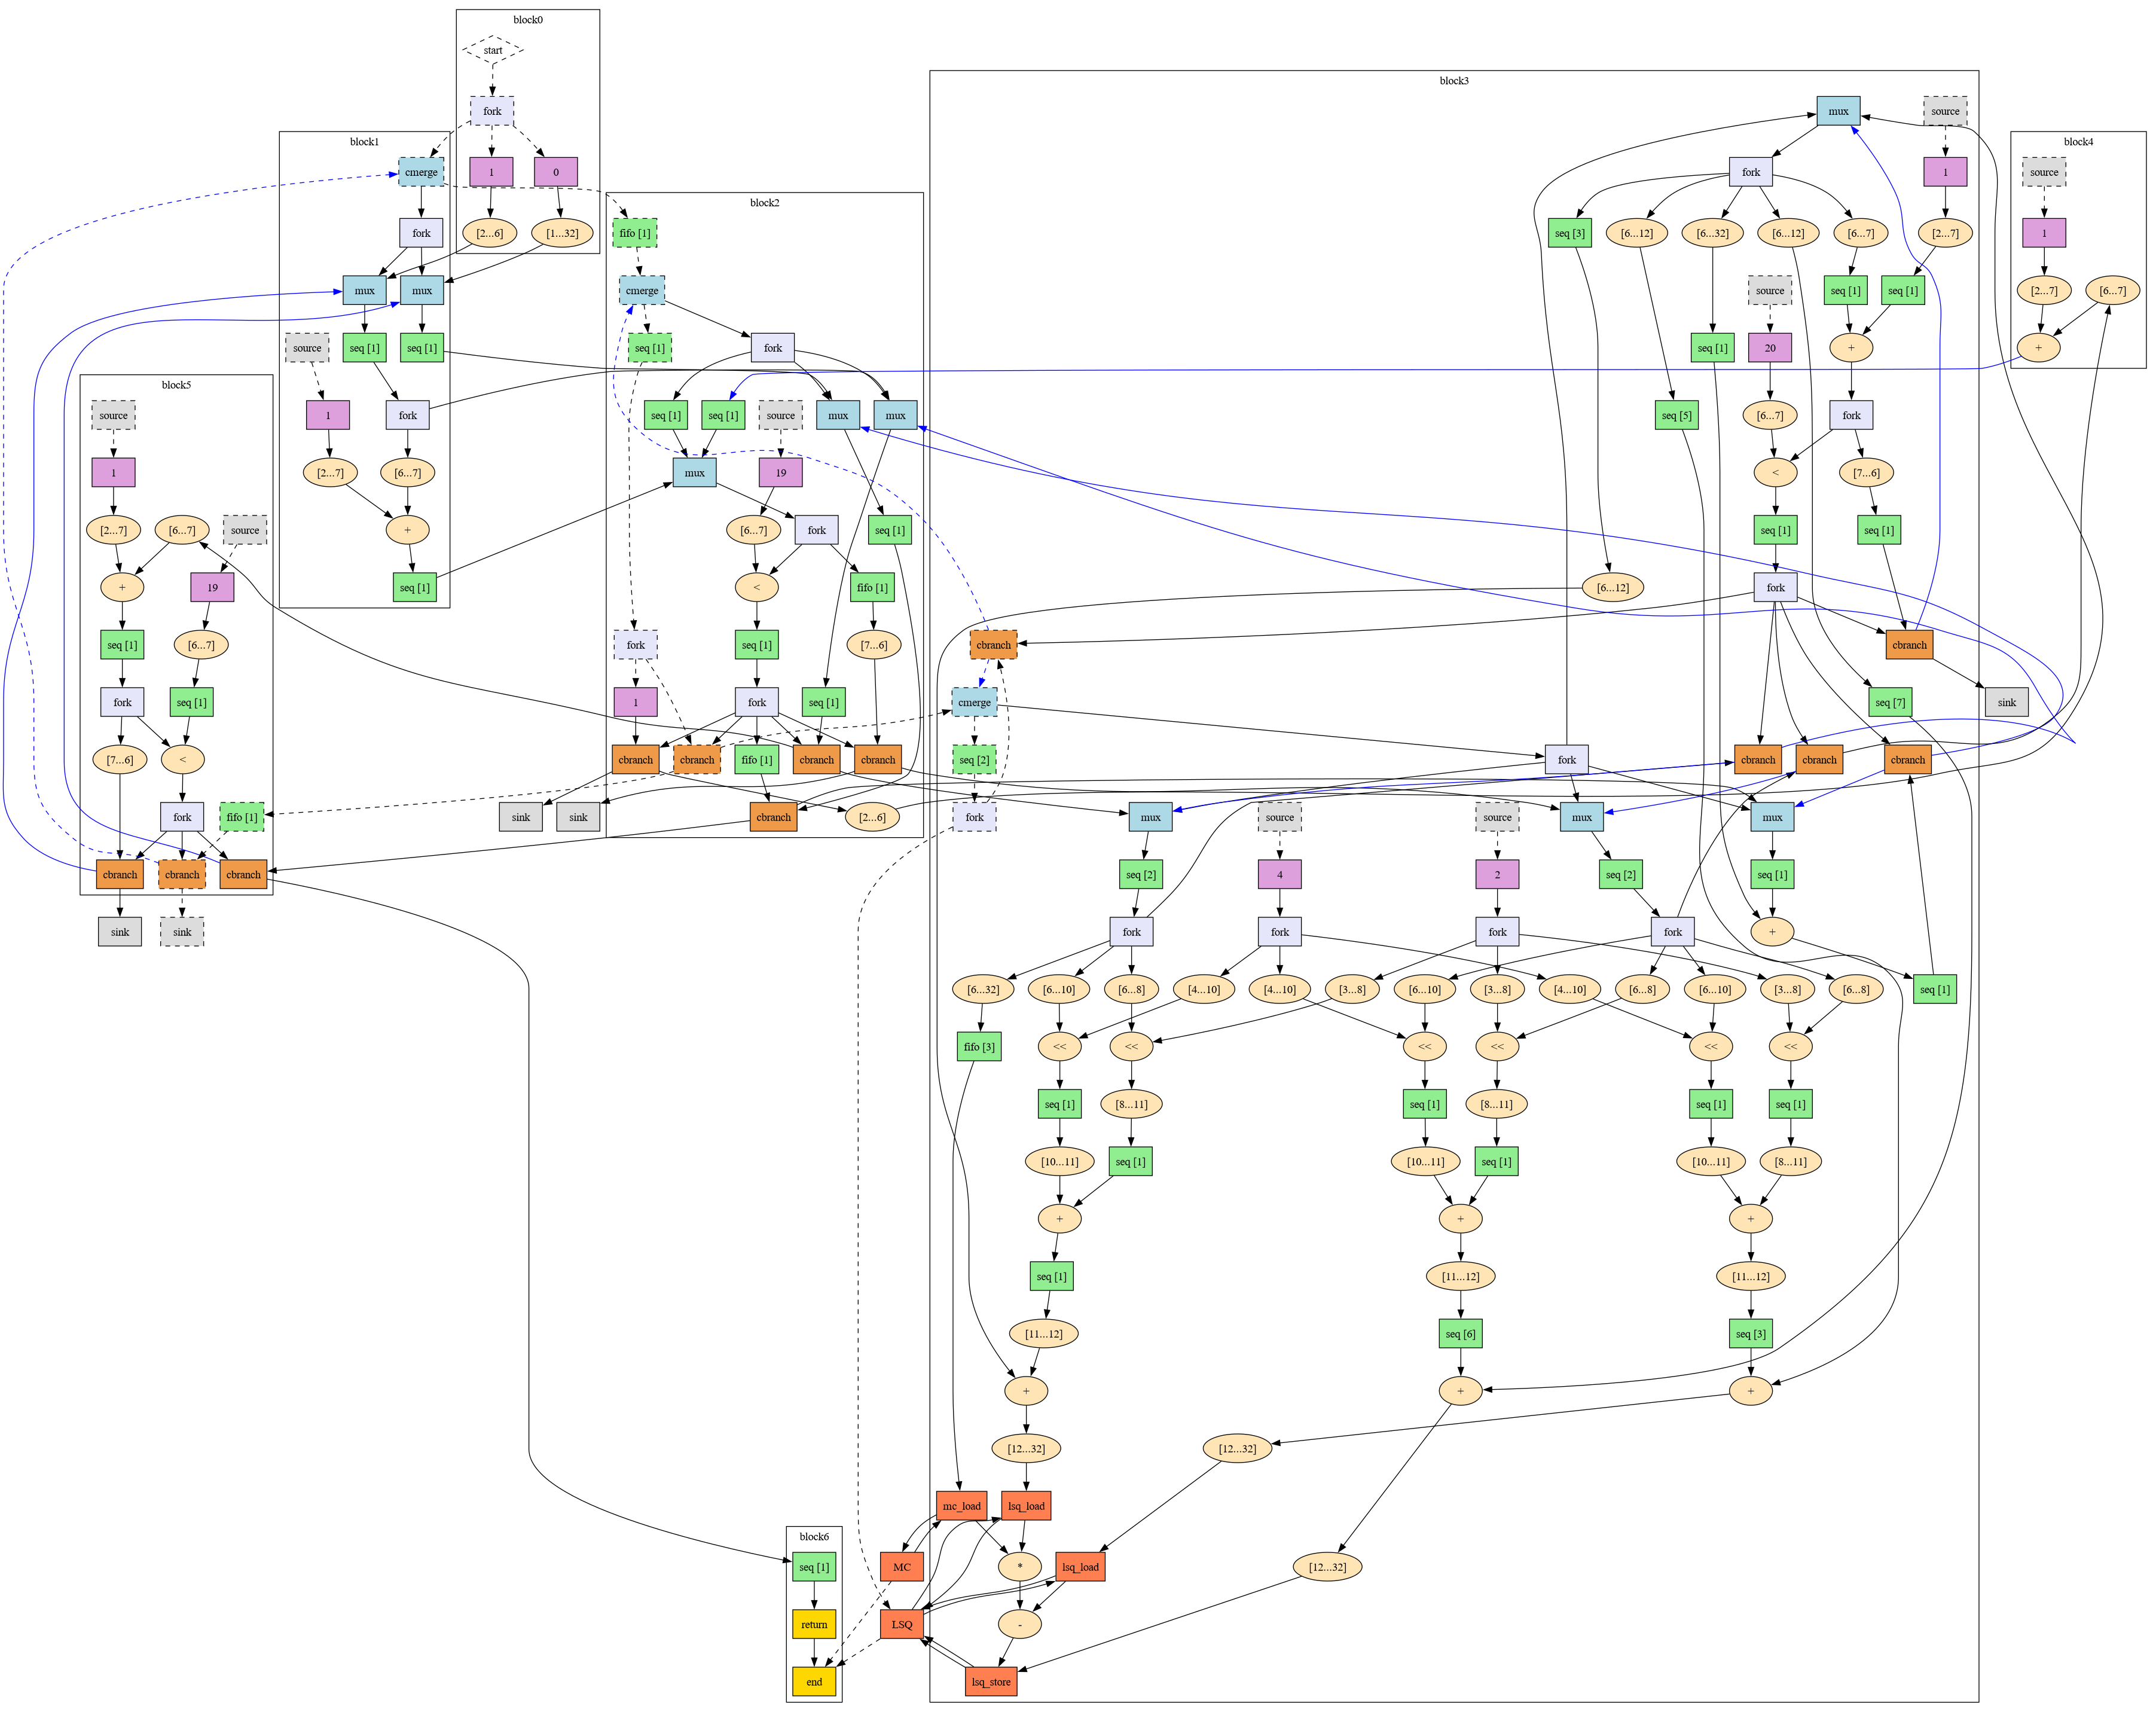 block0
start
fork
1
0
[2...6]
[1...32]
block1
cmerge
fork
mux
mux
source
seq [1]
seq [1]
1
fork
[2...7]
[6...7]
+
seq [1]
block5
source
1
[2...7]
[6...7]
source
+
19
seq [1]
[6...7]
fork
seq [1]
[7...6]
<
fork
fifo [1]
cbranch
cbranch
cbranch
sink
sink
block2
fifo [1]
cmerge
seq [1]
fork
seq [1]
seq [1]
source
mux
mux
mux
19
[6...7]
fork
seq [1]
<
fifo [1]
fork
seq [1]
[7...6]
1
fork
seq [1]
cbranch
cbranch
fifo [1]
cbranch
cbranch
cbranch
[2...6]
sink
sink
block3
mux
source
fork
1
seq [3]
[6...12]
[6...32]
[6...12]
[6...7]
[2...7]
source
seq [1]
seq [1]
seq [1]
20
+
seq [5]
[6...7]
fork
<
[7...6]
seq [1]
seq [1]
[6...12]
fork
cbranch
cbranch
cmerge
seq [7]
sink
seq [2]
fork
cbranch
cbranch
cbranch
fork
mux
source
source
mux
mux
seq [2]
4
2
seq [2]
seq [1]
fork
fork
fork
fork
+
[6...32]
[6...10]
[6...8]
[4...10]
[4...10]
[3...8]
[6...10]
[3...8]
[4...10]
[6...8]
[6...10]
[3...8]
[6...8]
seq [1]
fifo [3]
<<
<<
<<
<<
<<
<<
seq [1]
[8...11]
seq [1]
[8...11]
seq [1]
seq [1]
[10...11]
seq [1]
[10...11]
seq [1]
[10...11]
[8...11]
+
+
+
seq [1]
[11...12]
[11...12]
[11...12]
seq [6]
seq [3]
+
+
+
[12...32]
[12...32]
mc_load
lsq_load
MC
*
lsq_load
[12...32]
LSQ
-
lsq_store
block4
source
1
[2...7]
[6...7]
+
block6
seq [1]
return
end